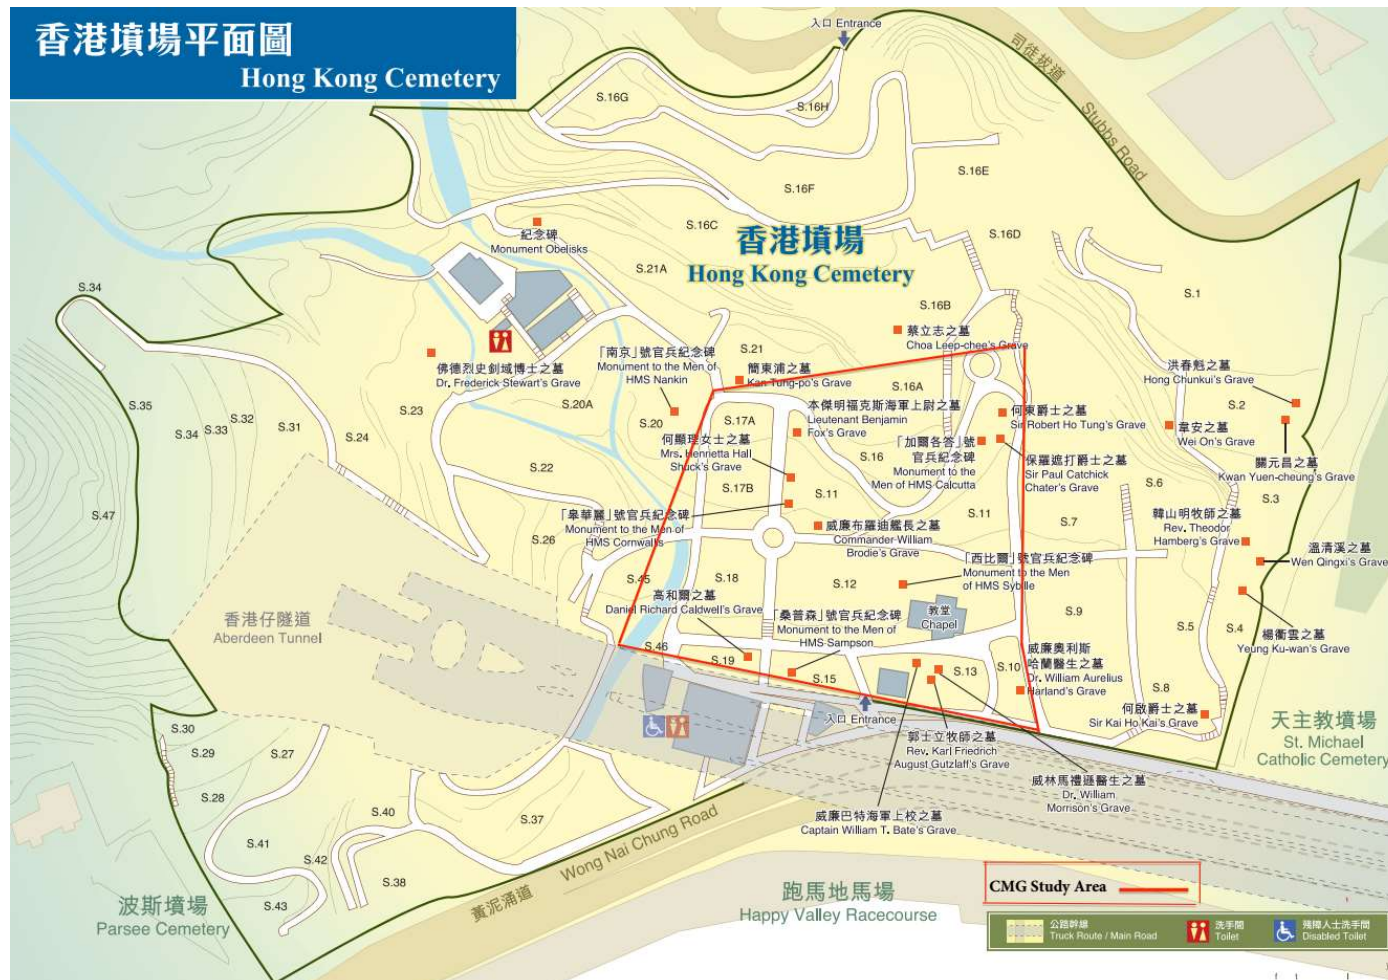 香港墳場平面圖
Hong Kong Cemetery
入口 Entrance
司徒拔道
Stubbs Road
S.16G
S.16H
S.16E
S.16F
S.16C
S.16D
香港墳場
Hong Kong Cemetery
紀念碑
Monument Obelisks
S.21A
S.1
S.34
S.16B
蔡立志之墓
Choa Leep-chee's Grave
S.21
「南京」號官兵紀念碑
Monument to the Men of
HMS Nankin
簡東浦之墓
Kan Tung-po's Grave
佛德烈史釗域博士之墓
Dr. Frederick Stewart's Grave
洪春魁之墓
Hong Chunkui's Grave
S.16A
S.35
S.34
S.33
S.32
S.31
S.24
S.23
S.20A
S.20
S.17A
本傑明福克斯海軍上尉之墓
Lieutenant Benjamin
Fox's Grave
何東爵士之墓
Sir Robert Ho Tung's Grave
S.2
韋安之墓
Wei On's Grave
何顯理女士之墓
Mrs. Henrietta Hall
Shuck's Grave
「加爾各答」號
官兵紀念碑
Monument to the
Men of HMS Calcutta
保羅遮打爵士之墓
Sir Paul Catchick
Chater's Grave
關元昌之墓
Kwan Yuen-cheung's Grave
S.16
S.22
S.17B
S.11
S.6
S.3
S.47
「卑華麗」號官兵紀念碑
Monument to the Men of
HMS Cornwallis
S.11
S.7
韓山明牧師之墓
Rev. Theodor
Hamberg's Grave
威廉布羅迪艦長之墓
Commander William
Brodie's Grave
S.26
溫清溪之墓
Wen Qingxi's Grave
「西比爾」號官兵紀念碑
Monument to the Men
of HMS Sybille
S.45
S.18
S.12
高和爾之墓
Daniel Richard Caldwell's Grave
「桑普森」號官兵紀念碑
Monument to the Men of
HMS Sampson
教堂
Chapel
S.9
S.5
S.4
楊衢雲之墓
Yeung Ku-wan's Grave
香港仔隧道
Aberdeen Tunnel
S.46
S.19
S.15
S.13
S.10
威廉奧利斯
哈蘭醫生之墓
Dr. William Aurelius
Harland's Grave
S.8
何啟爵士之墓
Sir Kai Ho Kai's Grave
入口 Entrance
天主教墳場
St. Michael
Catholic Cemetery
郭士立牧師之墓
Rev. Karl Friedrich
August Gutzlaff's Grave
威林馬禮遜醫生之墓
Dr. William
Morrison's Grave
威廉巴特海軍上校之墓
Captain William T. Bate's Grave
S.30
S.29
S.27
S.28
S.40
S.37
S.41
S.42
S.38
S.43
黃泥涌道
Wong Nai Chung Road
波斯墳場
Parsee Cemetery
跑馬地馬場
Happy Valley Racecourse
CMG Study Area
公路幹線
Truck Route / Main Road
洗手間
Toilet
殘障人士洗手間
Disabled Toilet